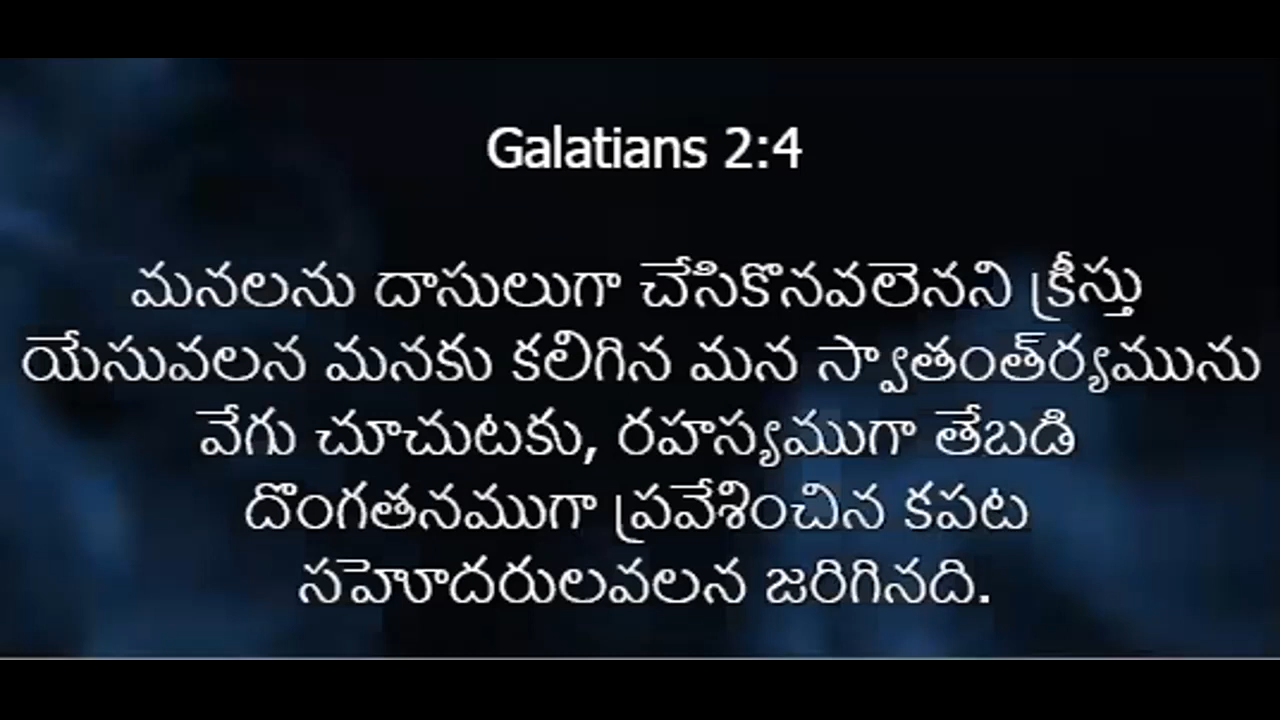 Galatians 2:4
మనలను దాసులుగా చేసికొనవలెనని క్రీస్తు
యేసువలన మనకు కలిగిన మన స్వాతంత్‌ర్యమును
వేగు చూచుటకు, రహస్యముగా తేబడి
దొంగతనముగా ప్రవేశించిన కపట
సహోదరులవలన జరిగినది.